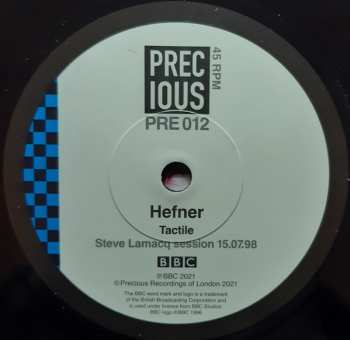 PREC
IOUS
45 RPM
PRE 012
Hefner
Tactile
Steve Lamacq session 15.07.98
BBC
℗ BBC 2021
© Precious Recordings of London 2021
The BBC word mark and logo is a trademark
of the British Broadcasting Corporation and
is used under licence from BBC Studios
BBC logo ©BBC 1996